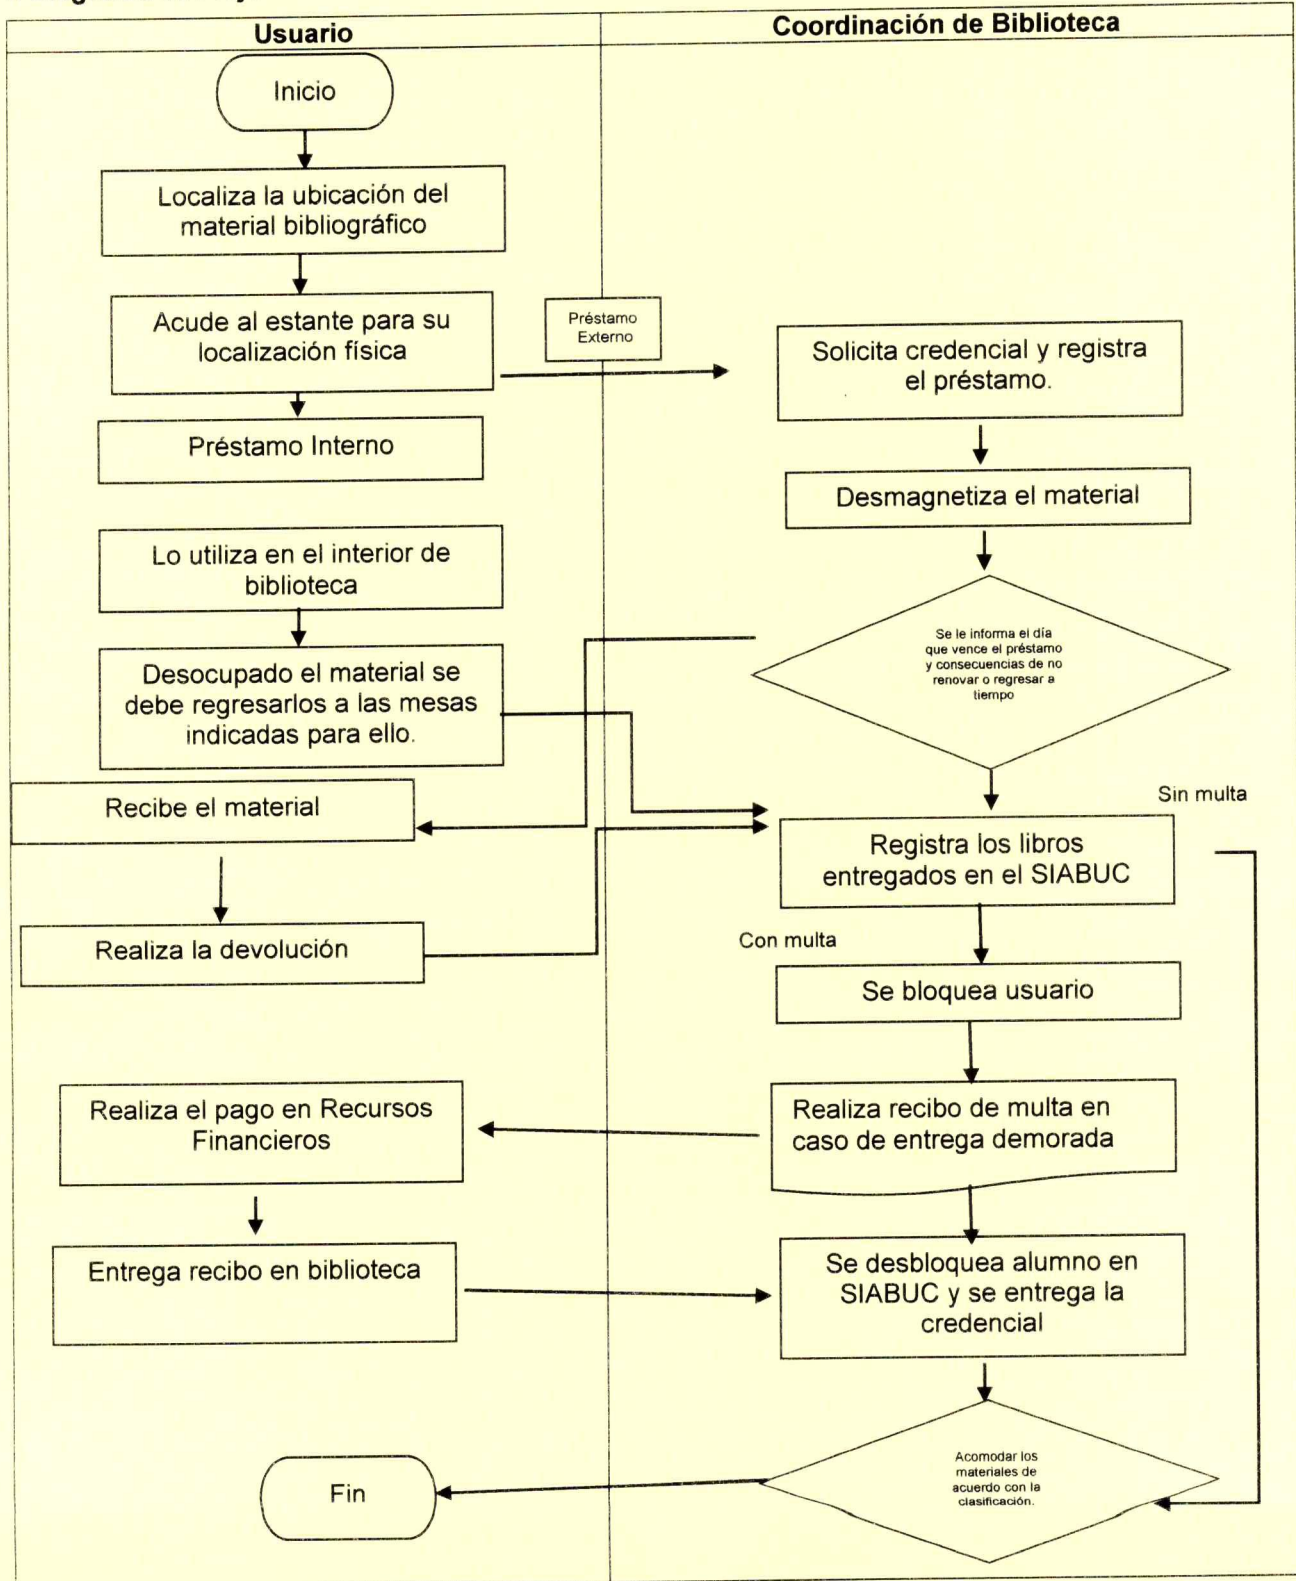 Usuario
Coordinación de Biblioteca
Inicio
Localiza la ubicación del
material bibliográfico
Acude al estante para su
localización física
Préstamo
Externo
Solicita credencial y registra
el préstamo.
Préstamo Interno
Desmagnetiza el material
Lo utiliza en el interior de
biblioteca
Se le informa el día
que vence el préstamo
y consecuencias de no
renovar o regresar a
tiempo
Desocupado el material se
debe regresarlos a las mesas
indicadas para ello.
Recibe el material
Sin multa
Registra los libros
entregados en el SIABUC
Realiza la devolución
Con multa
Se bloquea usuario
Realiza el pago en Recursos
Financieros
Realiza recibo de multa en
caso de entrega demorada
Entrega recibo en biblioteca
Se desbloquea alumno en
SIABUC y se entrega la
credencial
Acomodar los
materiales de
acuerdo con la
clasificación.
Fin